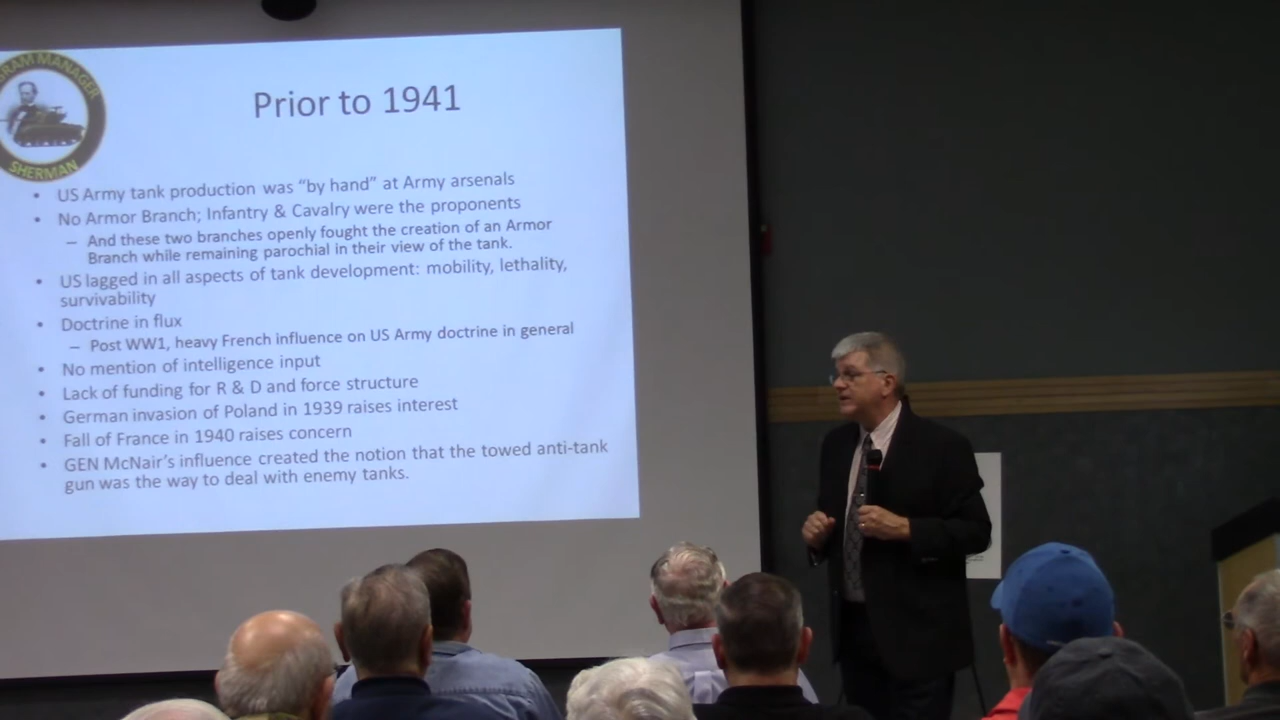 GRAM MANAGER
SHERMAN
Prior to 1941
• US Army tank production was “by hand” at Army arsenals
• No Armor Branch; Infantry & Cavalry were the proponents
– And these two branches openly fought the creation of an Armor
Branch while remaining parochial in their view of the tank.
• US lagged in all aspects of tank development: mobility, lethality,
survivability
• Doctrine in flux
– Post WW1, heavy French influence on US Army doctrine in general
• No mention of intelligence input
• Lack of funding for R & D and force structure
• German invasion of Poland in 1939 raises interest
• Fall of France in 1940 raises concern
• GEN McNair’s influence created the notion that the towed anti-tank
gun was the way to deal with enemy tanks.